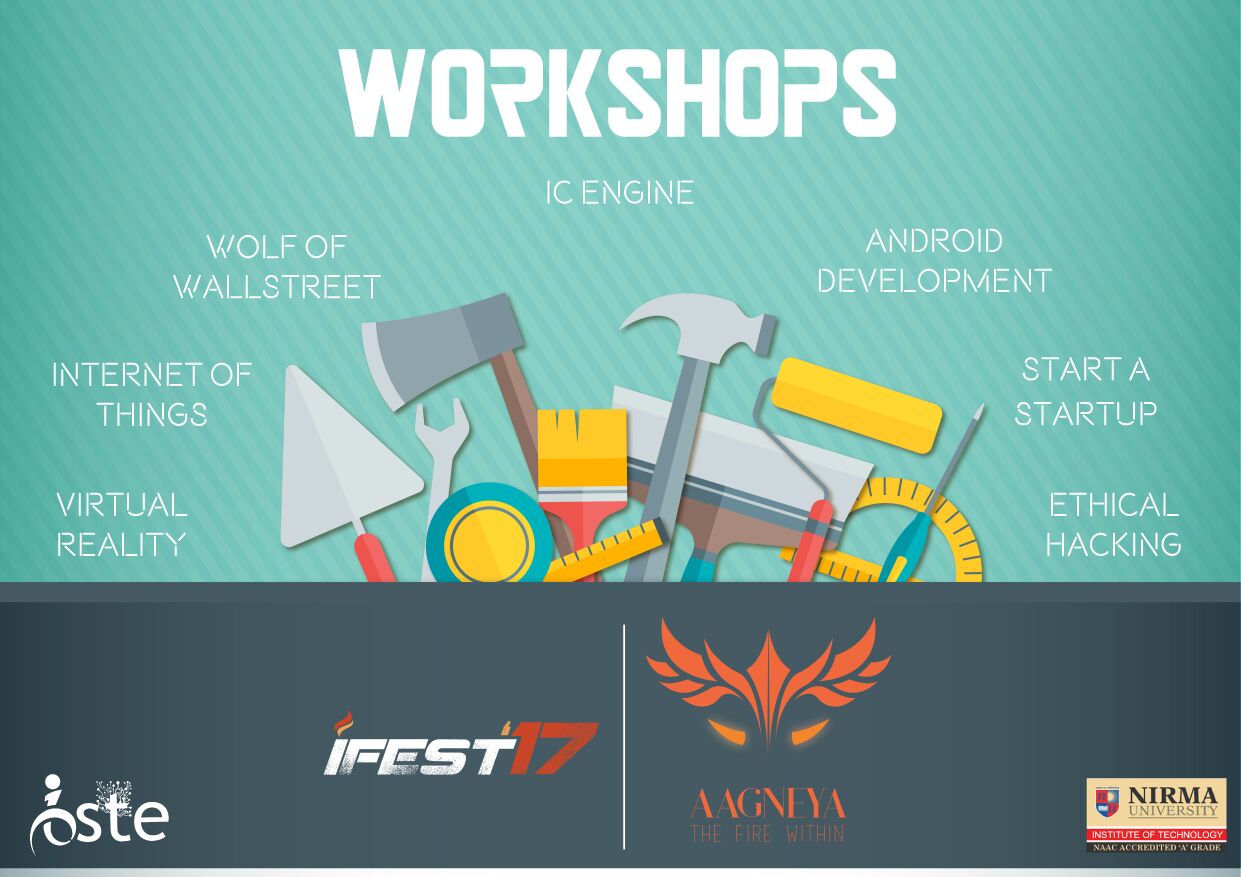 WORKSHOPS
IC ENGINE
WOLF OF
WALLSTREET
ANDROID
DEVELOPMENT
INTERNET OF
THINGS
START A
STARTUP
VIRTUAL
REALITY
ETHICAL
HACKING
iFEST'17
AAGNEYA
THE FIRE WITHIN
iste
NIRMA
UNIVERSITY
INSTITUTE OF TECHNOLOGY
NAAC ACCREDITED 'A' GRADE